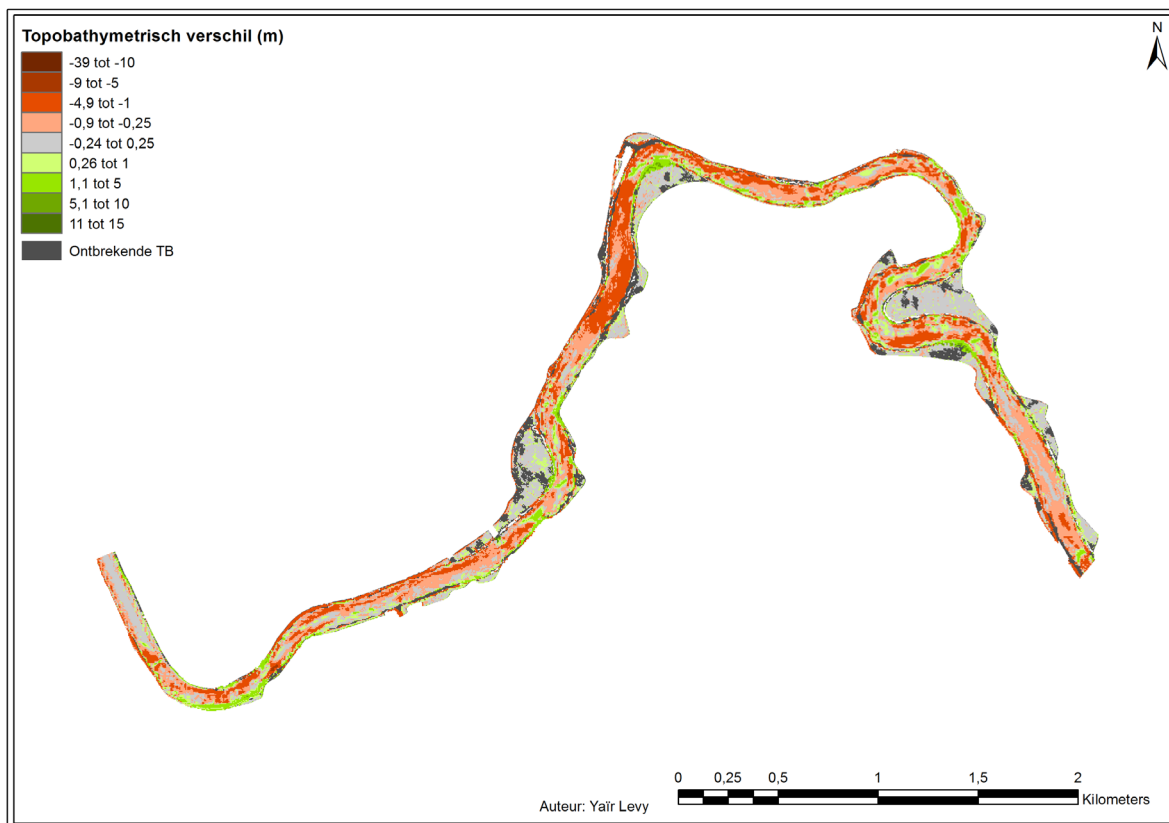 Topobathymetrisch verschil (m)
-39 tot -10
-9 tot -5
-4,9 tot -1
-0,9 tot -0,25
-0,24 tot 0,25
0,26 tot 1
1,1 tot 5
5,1 tot 10
11 tot 15
Ontbrekende TB
N
0 0,25 0,5 1 1,5 2
Kilometers
Auteur: Yaïr Levy